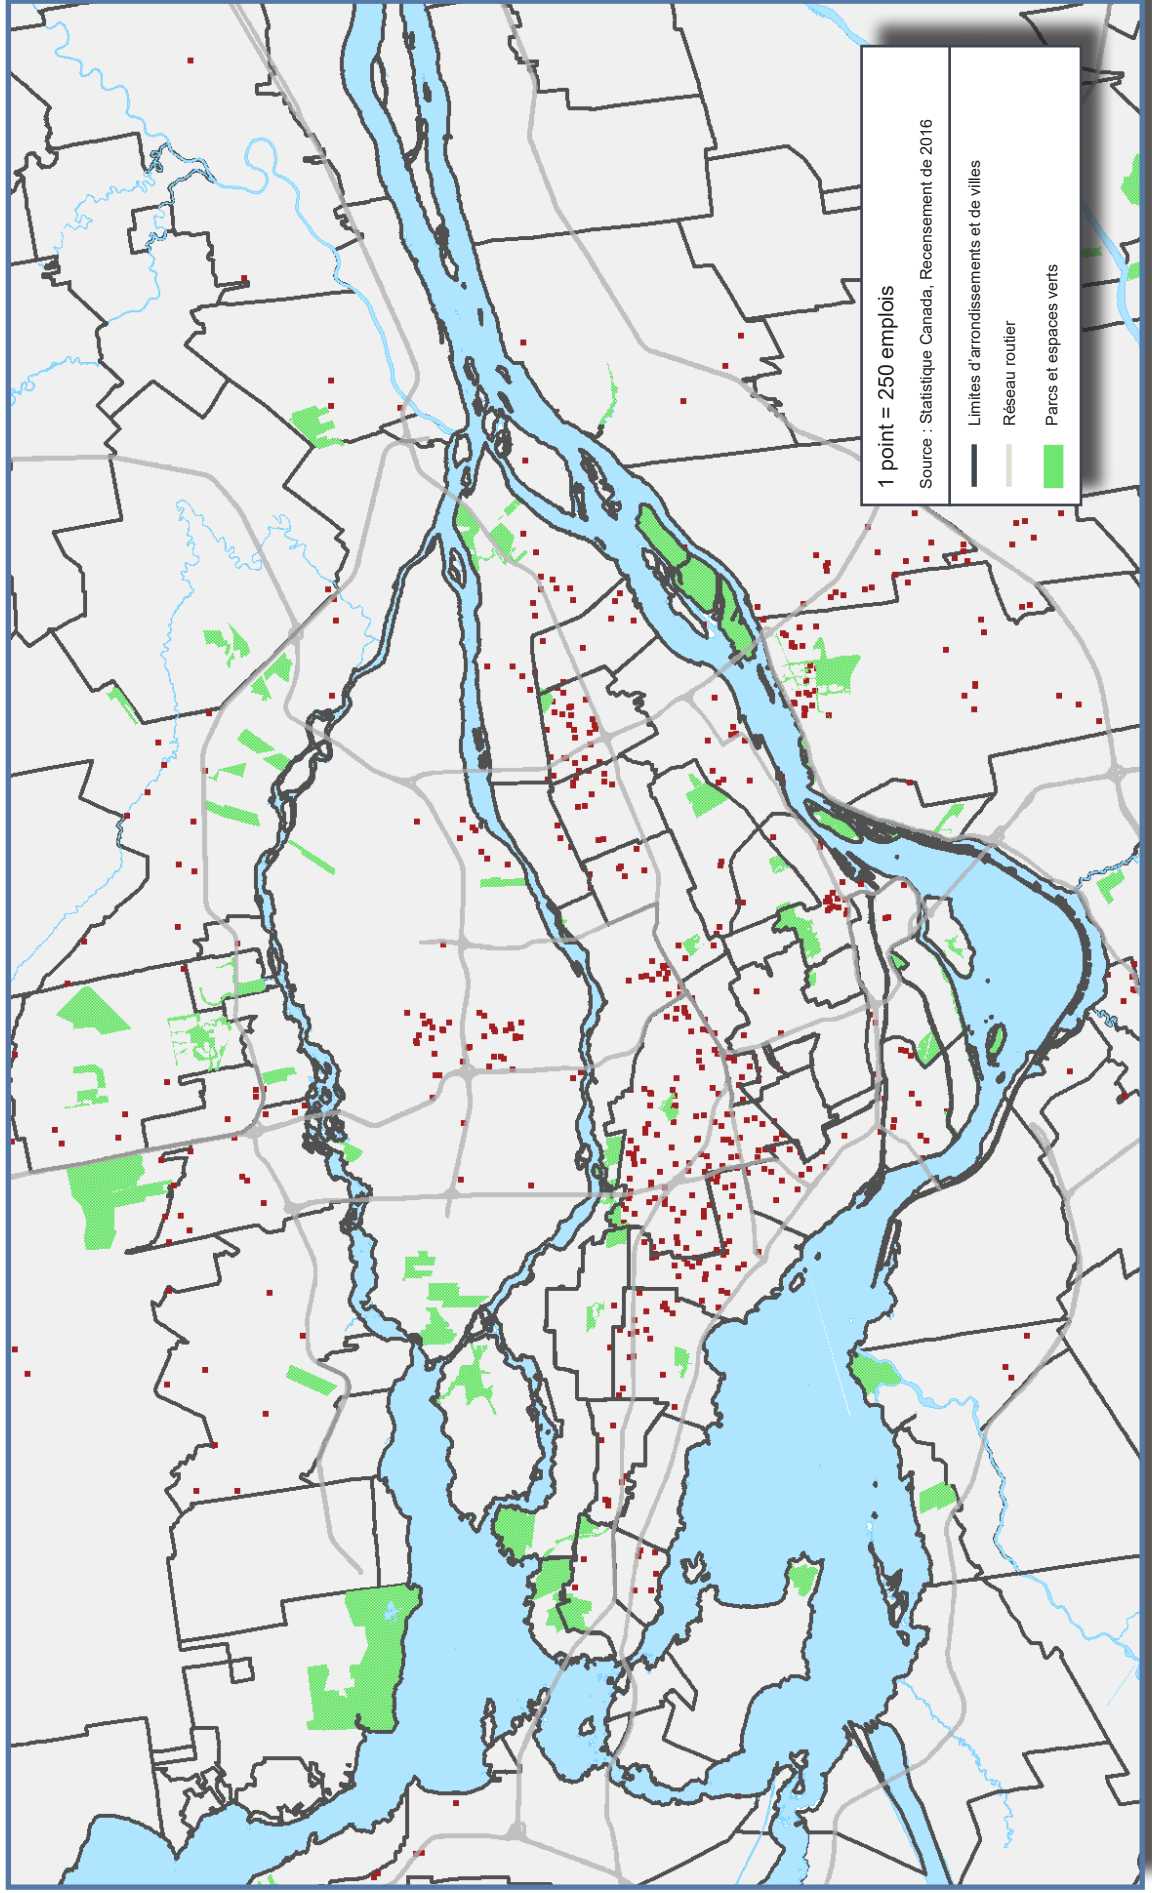 1 point = 250 emplois
Source : Statistique Canada, Recensement de 2016
Limites d'arrondissements et de villes
Réseau routier
Parcs et espaces verts